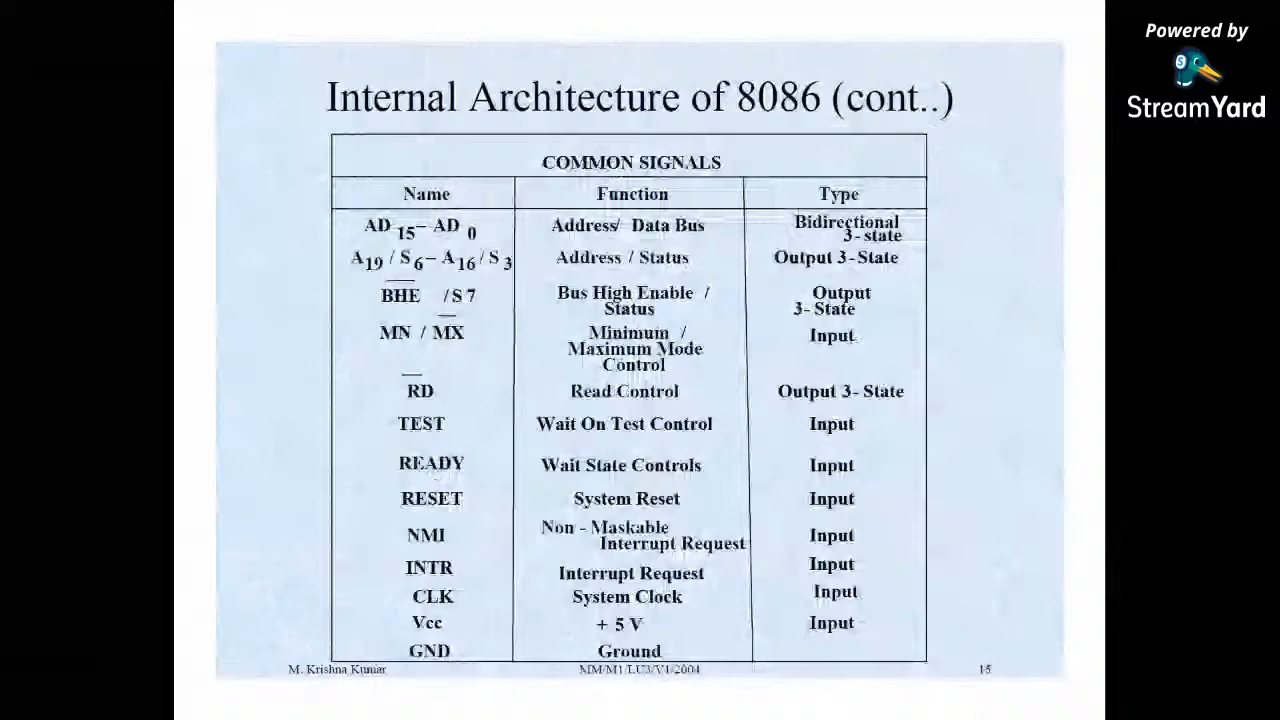 Powered by
StreamYard
Internal Architecture of 8086 (cont..)
COMMON SIGNALS
Name Function Type
AD 15 – AD 0 Address/ Data Bus Bidirectional 3-state
A19 / S6 – A16 / S3 Address / Status Output 3-State
B̅H̅E̅ / S7 Bus High Enable / Status Output 3-State
MN / M̅X̅ Minimum / Maximum Mode Control Input
R̅D̅ Read Control Output 3-State
TEST Wait On Test Control Input
READY Wait State Controls Input
RESET System Reset Input
NMI Non - Maskable Interrupt Request Input
INTR Interrupt Request Input
CLK System Clock Input
Vcc + 5 V Input
GND Ground
M. Krishna Kumar MM/M1/LU3/V1/2004 15